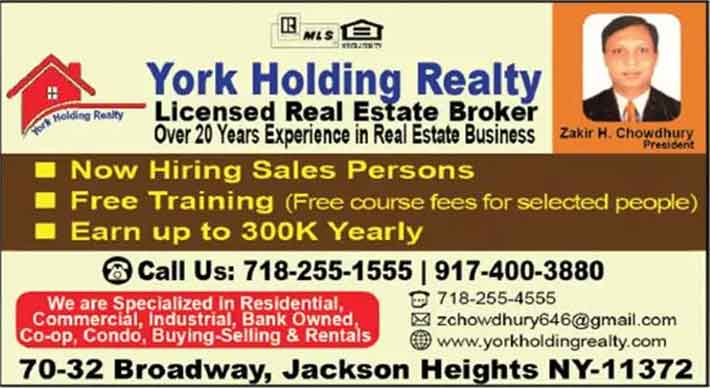 R MLS
York Holding Realty
York Holding Realty
Licensed Real Estate Broker
Over 20 Years Experience in Real Estate Business
Zakir H. Chowdhury
President
Now Hiring Sales Persons
Free Training (Free course fees for selected people)
Earn up to 300K Yearly
Call Us: 718-255-1555 | 917-400-3880
We are Specialized in Residential,
Commercial, Industrial, Bank Owned,
Co-op, Condo, Buying-Selling & Rentals
718-255-4555
zchowdhury646@gmail.com
www.yorkholdingrealty.com
70-32 Broadway, Jackson Heights NY-11372